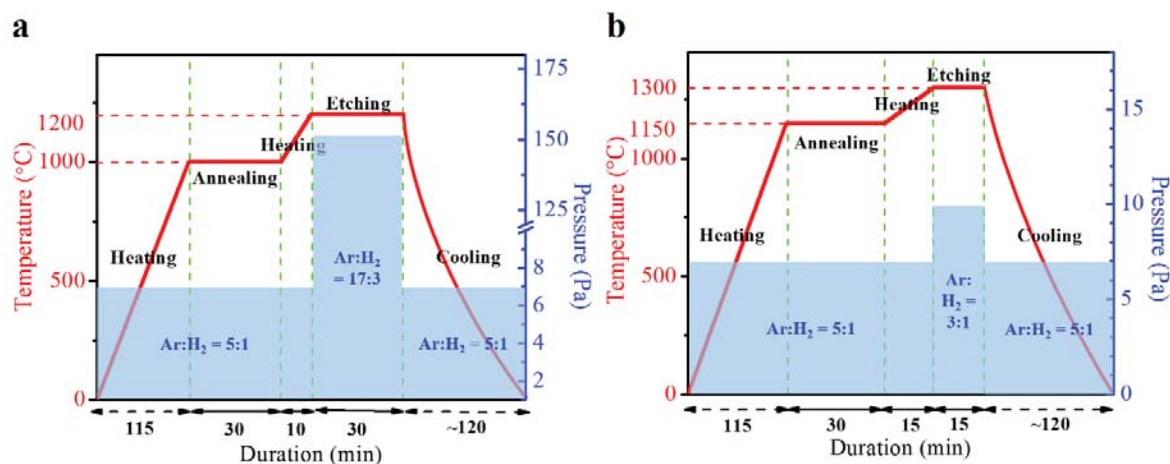 a
Temperature (°C)
1200
1000
500
0
Heating
Annealing
Heating
Etching
Cooling
Ar:H₂ = 5:1
Ar:H₂
= 17:3
Ar:H₂ = 5:1
175
150
125
8
6
4
2
Pressure (Pa)
115
30
10
30
~120
Duration (min)
b
Temperature (°C)
1300
1150
1000
500
0
Heating
Annealing
Heating
Etching
Cooling
Ar:H₂ = 5:1
Ar:
H₂ =
3:1
Ar:H₂ = 5:1
15
10
5
0
Pressure (Pa)
115
30
15
15
~120
Duration (min)